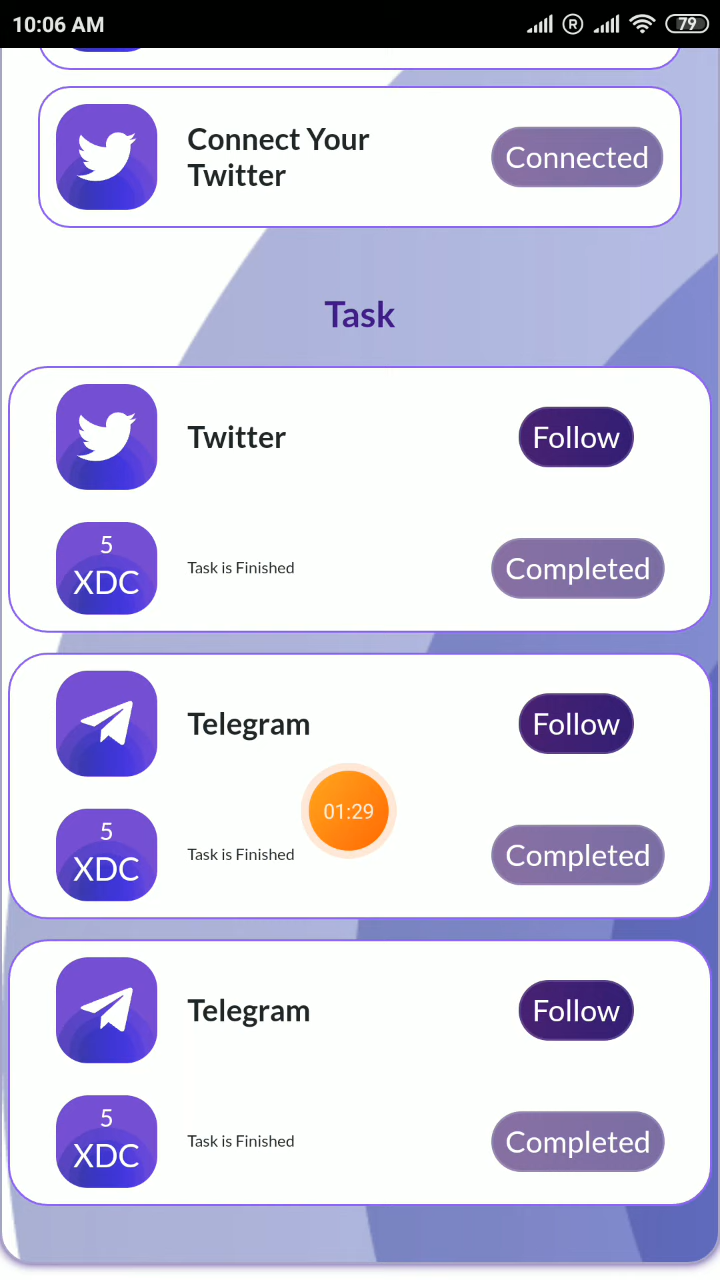 10:06 AM
R
79
Connect Your
Twitter
Connected
Task
Twitter
Follow
5
XDC
Task is Finished
Completed
Telegram
Follow
01:29
5
XDC
Task is Finished
Completed
Telegram
Follow
5
XDC
Task is Finished
Completed